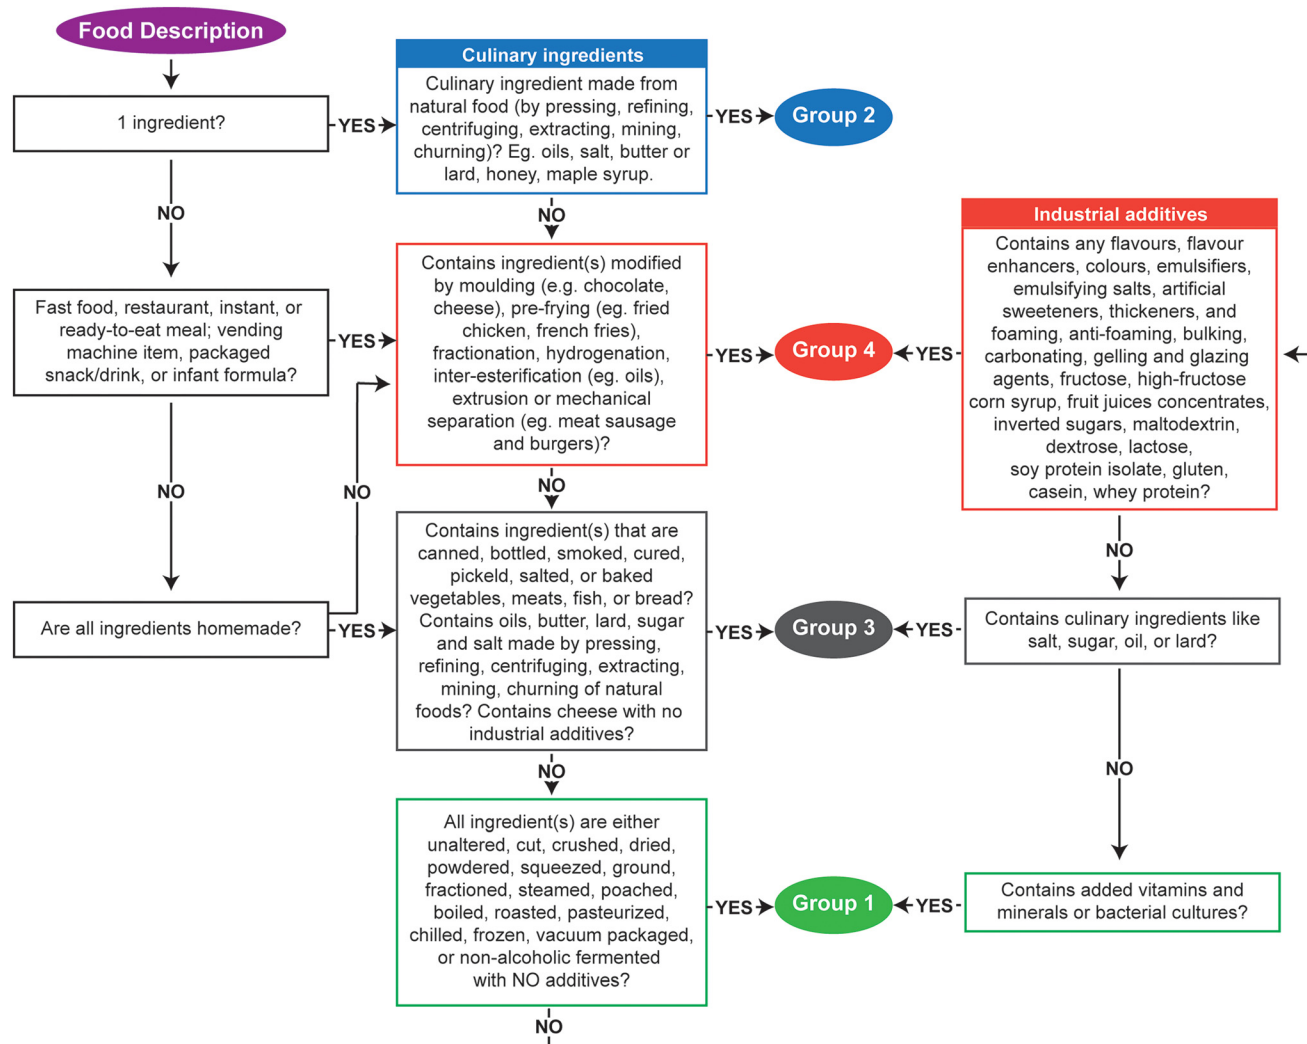 Food Description
1 ingredient?
YES
Culinary ingredients
Culinary ingredient made from
natural food (by pressing, refining,
centrifuging, extracting, mining,
churning)? Eg. oils, salt, butter or
lard, honey, maple syrup.
YES
Group 2
NO
NO
Fast food, restaurant, instant, or
ready-to-eat meal; vending
machine item, packaged
snack/drink, or infant formula?
YES
Contains ingredient(s) modified
by moulding (e.g. chocolate,
cheese), pre-frying (eg. fried
chicken, french fries),
fractionation, hydrogenation,
inter-esterification (eg. oils),
extrusion or mechanical
separation (eg. meat sausage
and burgers)?
YES
Group 4
YES
Industrial additives
Contains any flavours, flavour
enhancers, colours, emulsifiers,
emulsifying salts, artificial
sweeteners, thickeners, and
foaming, anti-foaming, bulking,
carbonating, gelling and glazing
agents, fructose, high-fructose
corn syrup, fruit juices concentrates,
inverted sugars, maltodextrin,
dextrose, lactose,
soy protein isolate, gluten,
casein, whey protein?
NO
NO
NO
NO
Are all ingredients homemade?
YES
Contains ingredient(s) that are
canned, bottled, smoked, cured,
pickeld, salted, or baked
vegetables, meats, fish, or bread?
Contains oils, butter, lard, sugar
and salt made by pressing,
refining, centrifuging, extracting,
mining, churning of natural
foods? Contains cheese with no
industrial additives?
YES
Group 3
YES
Contains culinary ingredients like
salt, sugar, oil, or lard?
NO
NO
All ingredient(s) are either
unaltered, cut, crushed, dried,
powdered, squeezed, ground,
fractioned, steamed, poached,
boiled, roasted, pasteurized,
chilled, frozen, vacuum packaged,
or non-alcoholic fermented
with NO additives?
YES
Group 1
YES
Contains added vitamins and
minerals or bacterial cultures?
NO